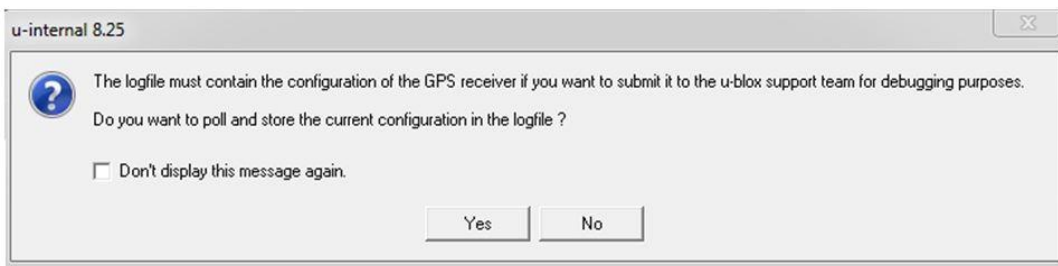 u-internal 8.25
The logfile must contain the configuration of the GPS receiver if you want to submit it to the u-blox support team for debugging purposes.
Do you want to poll and store the current configuration in the logfile ?
Don't display this message again.
Yes No